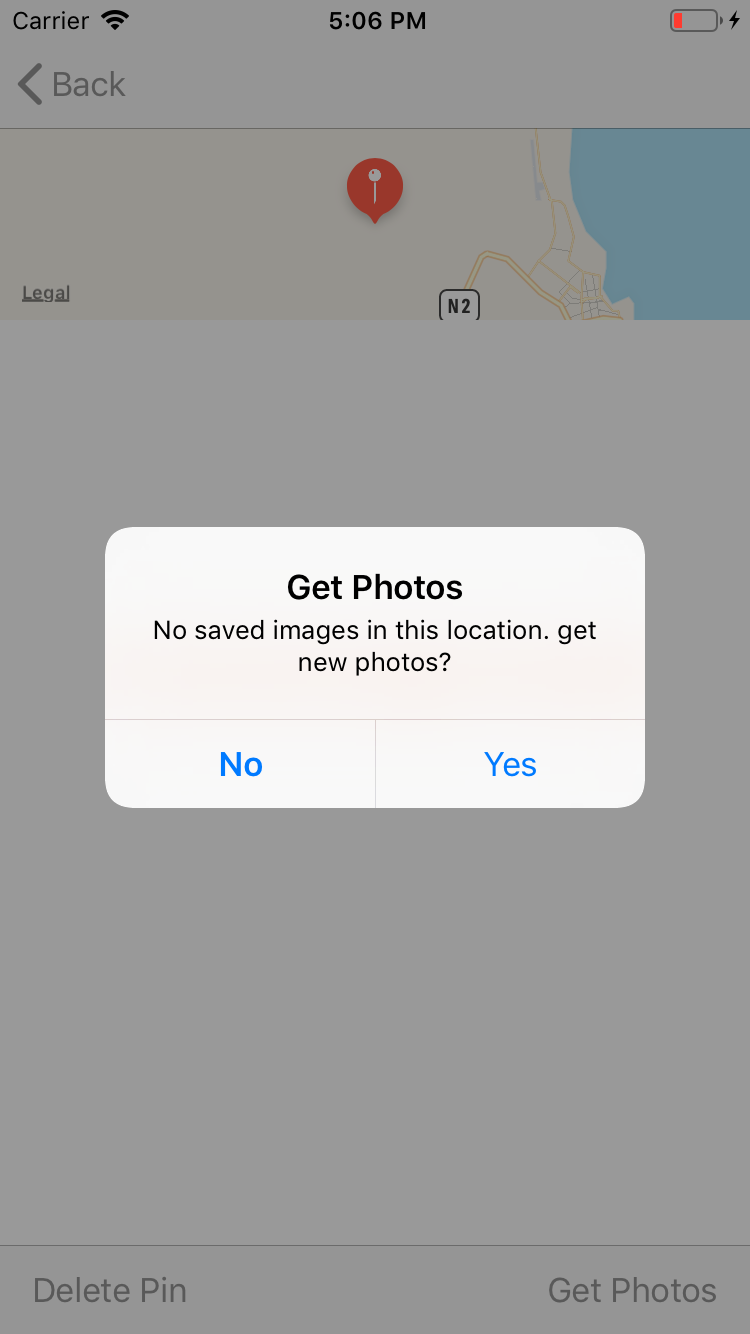 Carrier 5:06 PM
Back
Legal
N2
Get Photos
No saved images in this location. get
new photos?
No Yes
Delete Pin Get Photos